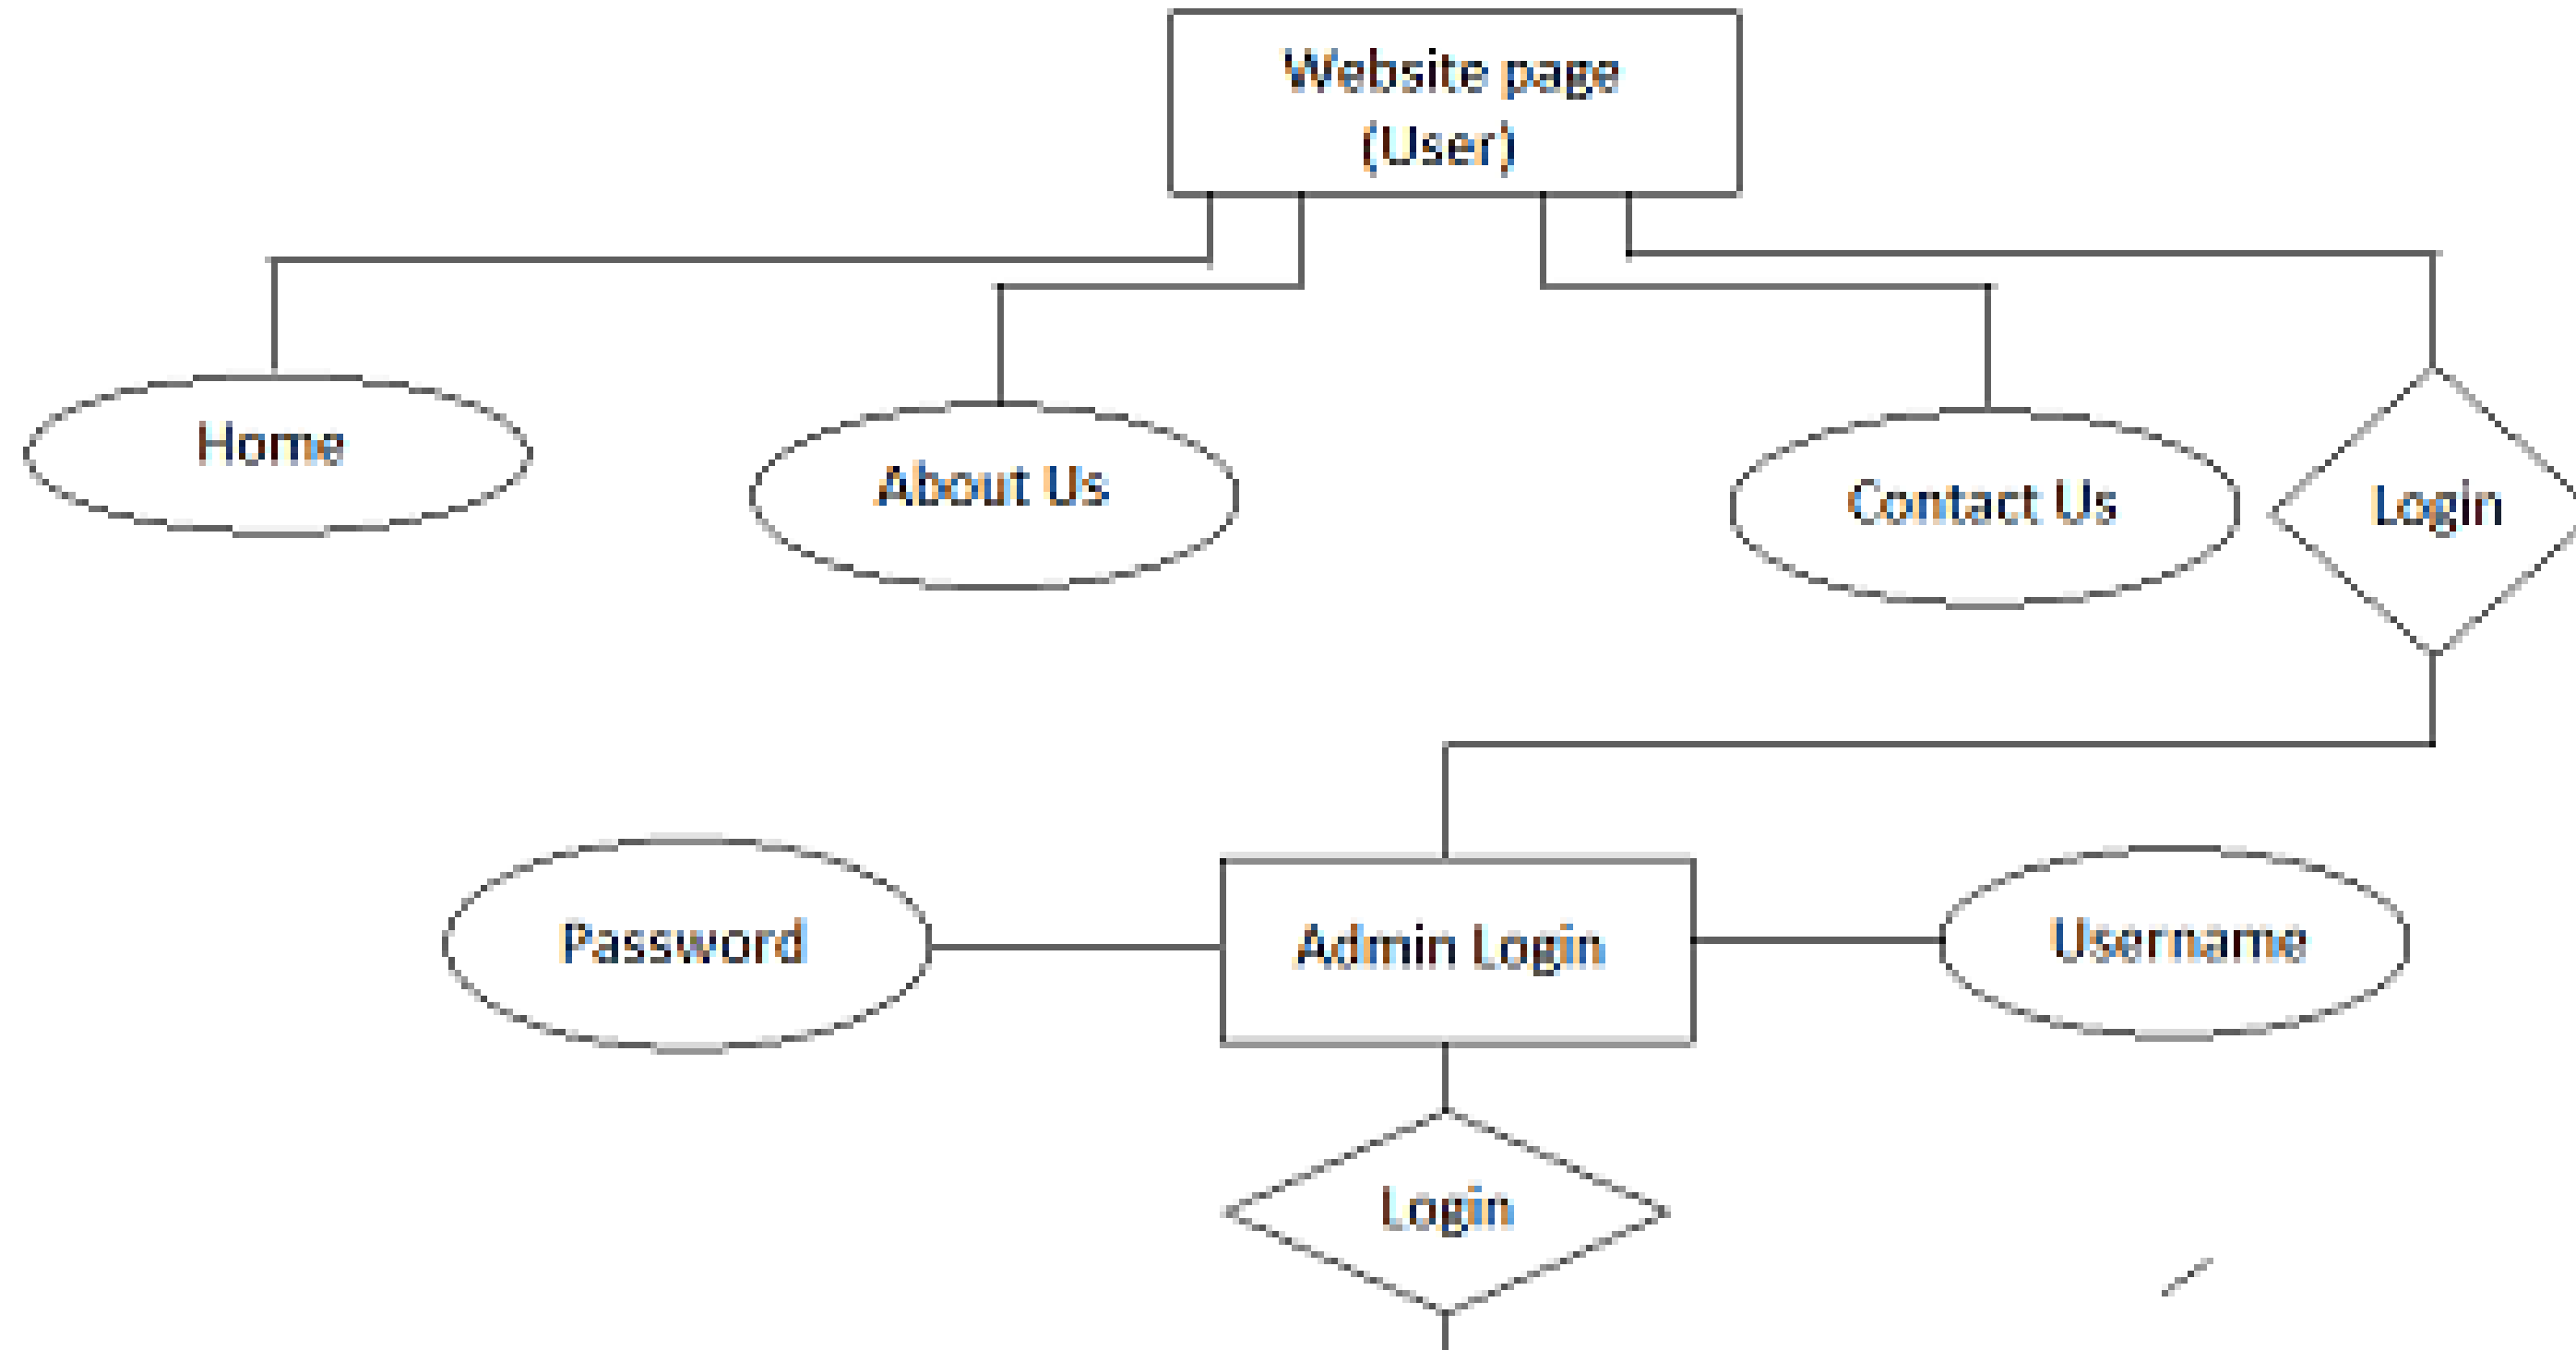 Website page
(User)
Home
About Us
Contact Us
Login
Password
Admin Login
Username
Login